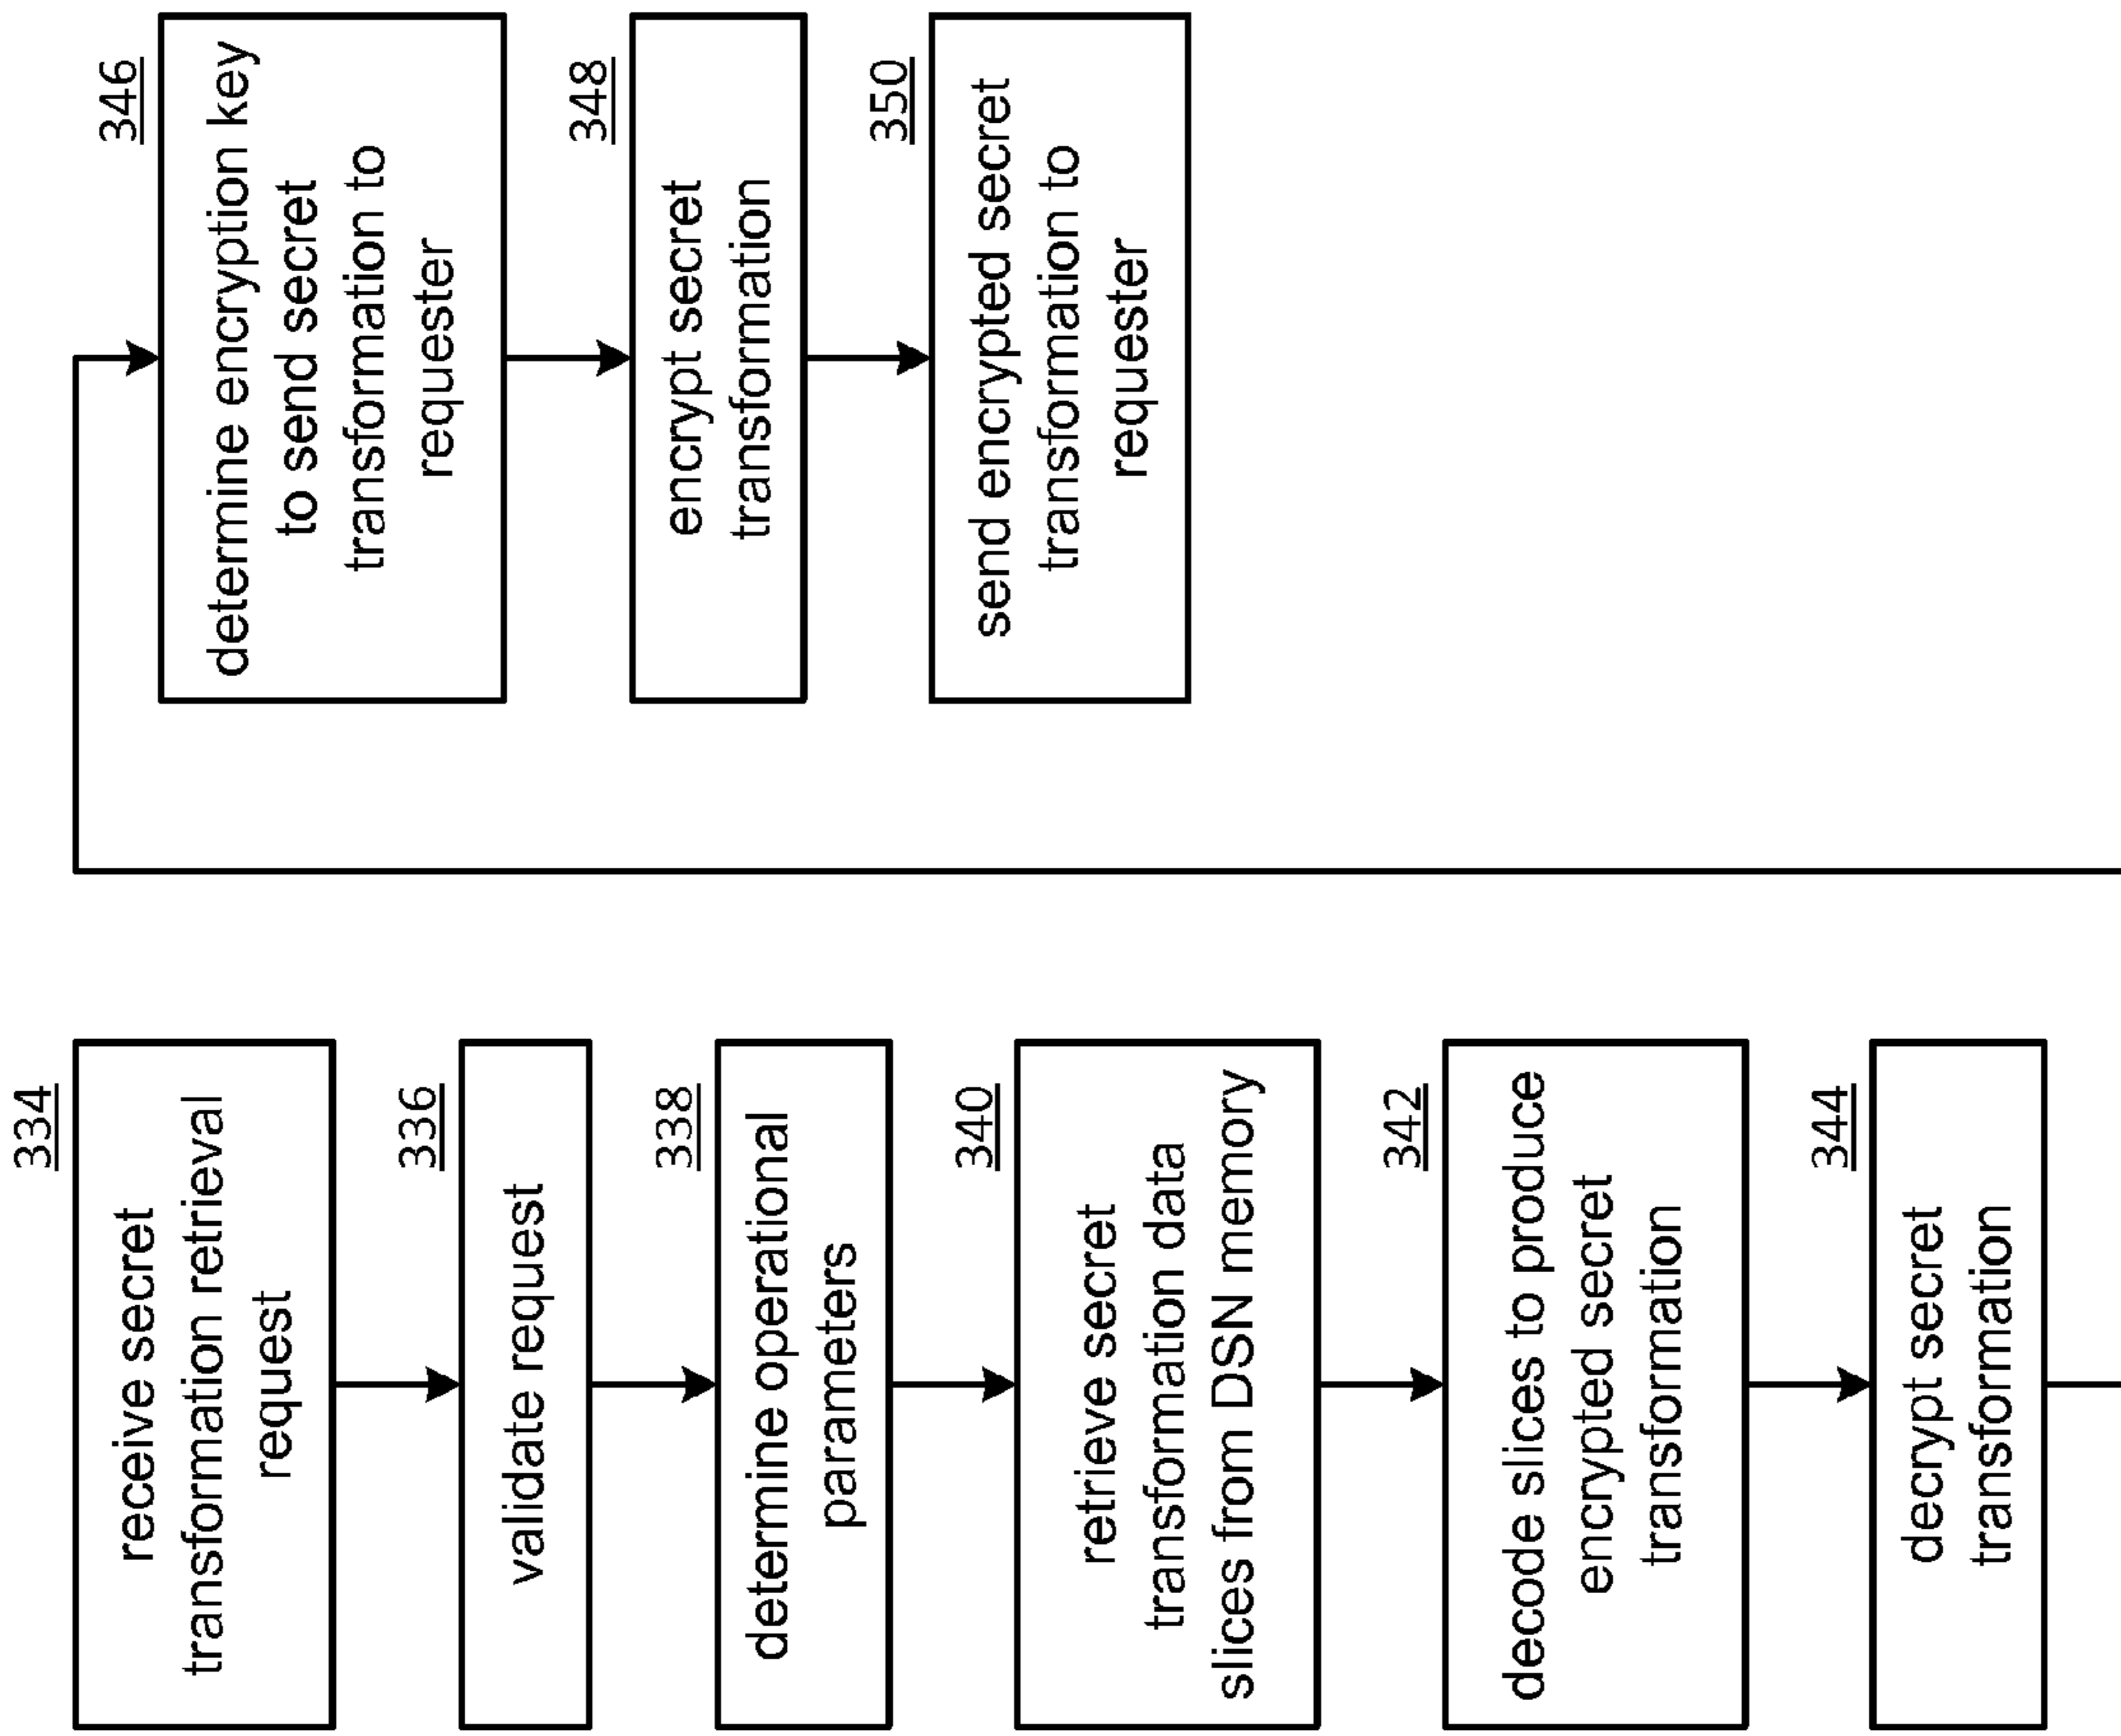 334
receive secret
transformation retrieval
request
336
validate request
338
determine operational
parameters
340
retrieve secret
transformation data
slices from DSN memory
342
decode slices to produce
encrypted secret
transformation
344
decrypt secret
transformation
346
determine encryption key
to send secret
transformation to
requester
348
encrypt secret
transformation
350
send encrypted secret
transformation to
requester